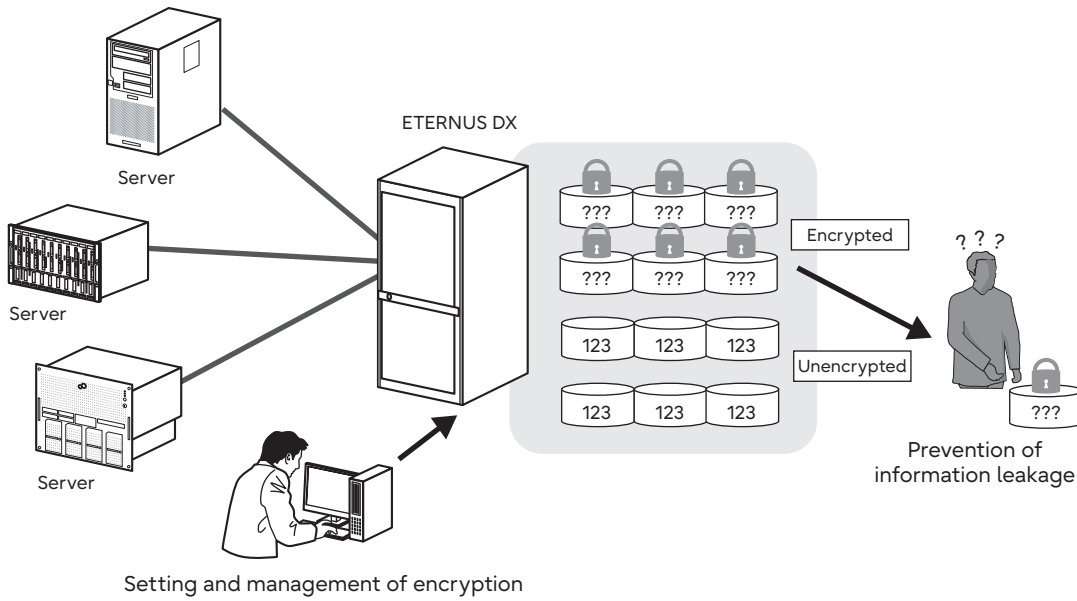 ETERNUS DX
Server
Server
Server
??? ??? ???
??? ??? ???
123 123 123
123 123 123
Encrypted
Unencrypted
? ? ?
???
Prevention of
information leakage
Setting and management of encryption